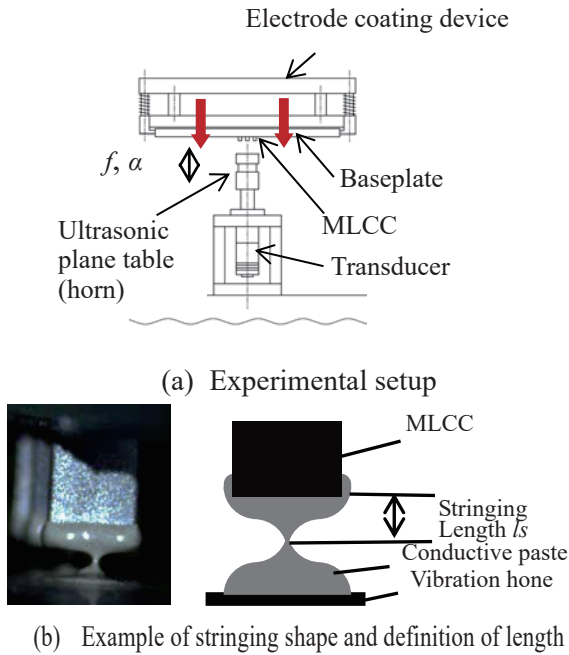 Electrode coating device
f, α
Baseplate
MLCC
Ultrasonic
plane table
(horn)
Transducer
(a) Experimental setup
MLCC
Stringing
Length ls
Conductive paste
Vibration hone
(b) Example of stringing shape and definition of length